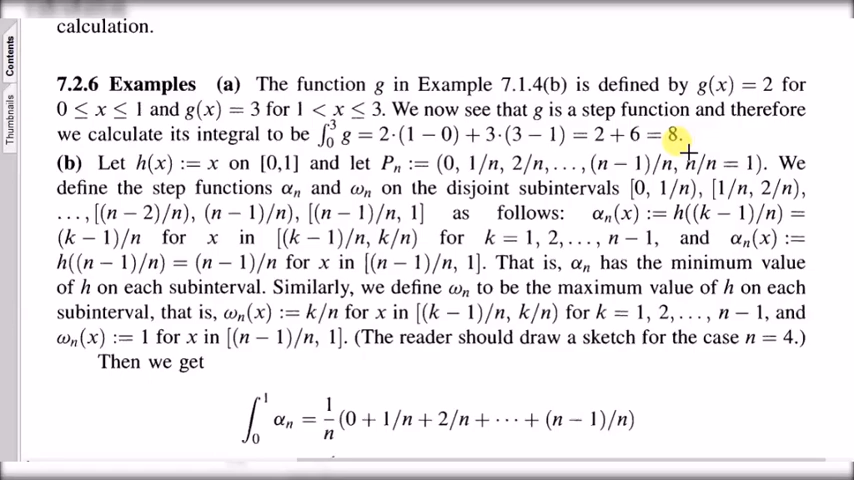 Contents
Thumbnails
calculation.
7.2.6 Examples (a) The function g in Example 7.1.4(b) is defined by g(x) = 2 for
0 ≤ x ≤ 1 and g(x) = 3 for 1 < x ≤ 3. We now see that g is a step function and therefore
we calculate its integral to be ∫₀³ g = 2·(1 − 0) + 3·(3 − 1) = 2 + 6 = 8.
(b) Let h(x) := x on [0,1] and let Pₙ := (0, 1/n, 2/n, . . . , (n − 1)/n, n/n = 1). We
define the step functions αₙ and ωₙ on the disjoint subintervals [0, 1/n), [1/n, 2/n),
. . . , [(n − 2)/n), (n − 1)/n), [(n − 1)/n, 1] as follows: αₙ(x) := h((k − 1)/n) =
(k − 1)/n for x in [(k − 1)/n, k/n) for k = 1, 2, . . . , n − 1, and αₙ(x) :=
h((n − 1)/n) = (n − 1)/n for x in [(n − 1)/n, 1]. That is, αₙ has the minimum value
of h on each subinterval. Similarly, we define ωₙ to be the maximum value of h on each
subinterval, that is, ωₙ(x) := k/n for x in [(k − 1)/n, k/n) for k = 1, 2, . . . , n − 1, and
ωₙ(x) := 1 for x in [(n − 1)/n, 1]. (The reader should draw a sketch for the case n = 4.)
Then we get
∫₀¹ αₙ = 1/n (0 + 1/n + 2/n + · · · + (n − 1)/n)